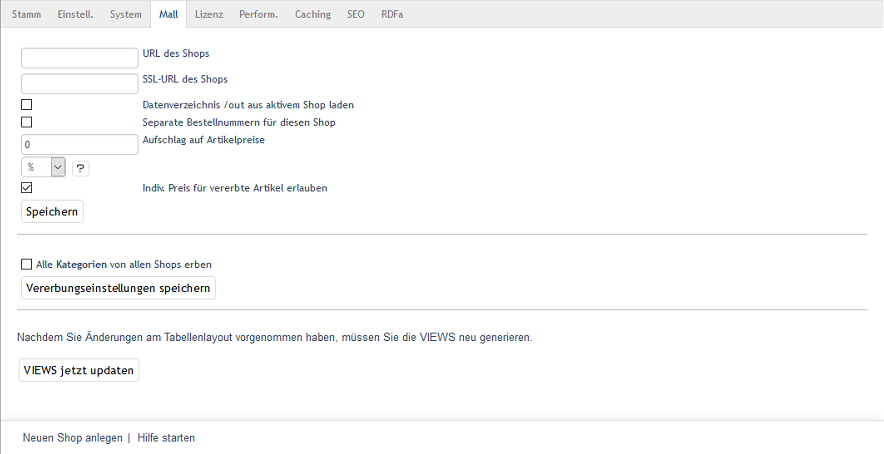 Stamm Einstell. System Mall Lizenz Perform. Caching SEO RDFa
URL des Shops
SSL-URL des Shops
Datenverzeichnis /out aus aktivem Shop laden
Separate Bestellnummern für diesen Shop
0 Aufschlag auf Artikelpreise
% ?
Indiv. Preis für vererbte Artikel erlauben
Speichern
Alle Kategorien von allen Shops erben
Vererbungseinstellungen speichern
Nachdem Sie Änderungen am Tabellenlayout vorgenommen haben, müssen Sie die VIEWS neu generieren.
VIEWS jetzt updaten
Neuen Shop anlegen | Hilfe starten